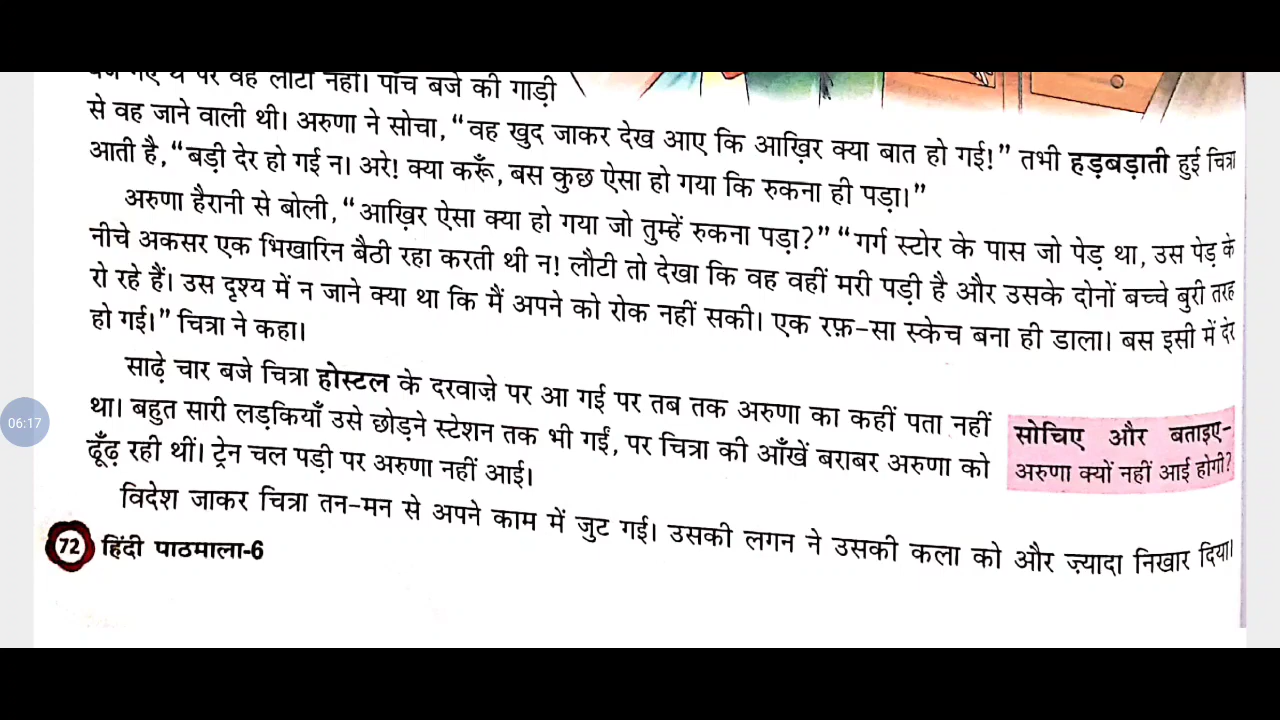 पर वह लौटी नहीं। पाँच बजे की गाड़ी
से वह जाने वाली थी। अरुणा ने सोचा, “वह खुद जाकर देख आए कि आख़िर क्या बात हो गई!” तभी हड़बड़ाती हुई चित्रा
आती है, “बड़ी देर हो गई न। अरे! क्या करूँ, बस कुछ ऐसा हो गया कि रुकना ही पड़ा।”
अरुणा हैरानी से बोली, “आख़िर ऐसा क्या हो गया जो तुम्हें रुकना पड़ा?” “गर्ग स्टोर के पास जो पेड़ था, उस पेड़ के
नीचे अकसर एक भिखारिन बैठी रहा करती थी न! लौटी तो देखा कि वह वहीं मरी पड़ी है और उसके दोनों बच्चे बुरी तरह
रो रहे हैं। उस दृश्य में न जाने क्या था कि मैं अपने को रोक नहीं सकी। एक रफ़-सा स्केच बना ही डाला। बस इसी में देर
हो गई।” चित्रा ने कहा।
साढ़े चार बजे चित्रा होस्टल के दरवाज़े पर आ गई पर तब तक अरुणा का कहीं पता नहीं
था। बहुत सारी लड़कियाँ उसे छोड़ने स्टेशन तक भी गईं, पर चित्रा की आँखें बराबर अरुणा को
ढूँढ़ रही थीं। ट्रेन चल पड़ी पर अरुणा नहीं आई।
सोचिए और बताइए-
अरुणा क्यों नहीं आई होगी?
विदेश जाकर चित्रा तन-मन से अपने काम में जुट गई। उसकी लगन ने उसकी कला को और ज़्यादा निखार दिया।
72 हिंदी पाठमाला-6
06:17